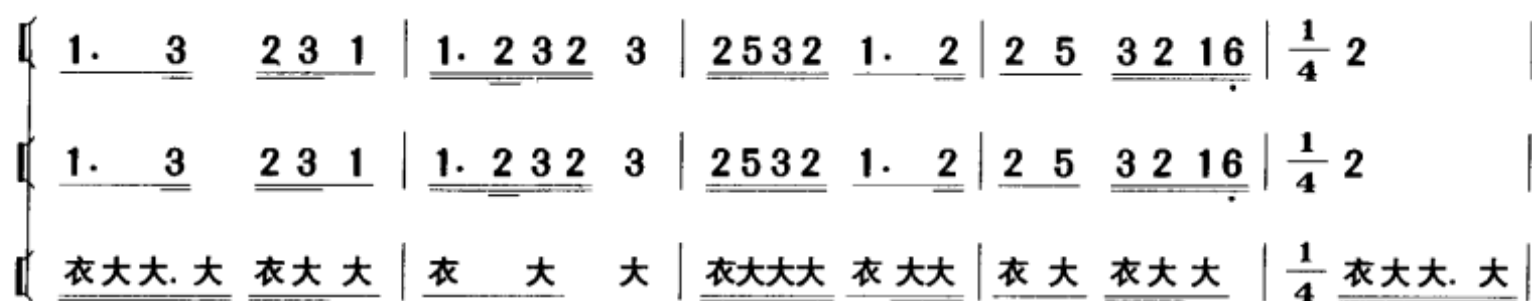 1. 3 2 3 1 | 1. 2 3 2 3 | 2 5 3 2 1. 2 | 2 5 3 2 1 6 | 1/4 2 |
1. 3 2 3 1 | 1. 2 3 2 3 | 2 5 3 2 1. 2 | 2 5 3 2 1 6 | 1/4 2 |
衣大大. 大 衣大 大 | 衣 大 大 | 衣大大大 衣 大大 | 衣 大 衣大 大 | 1/4 衣大大. 大 |